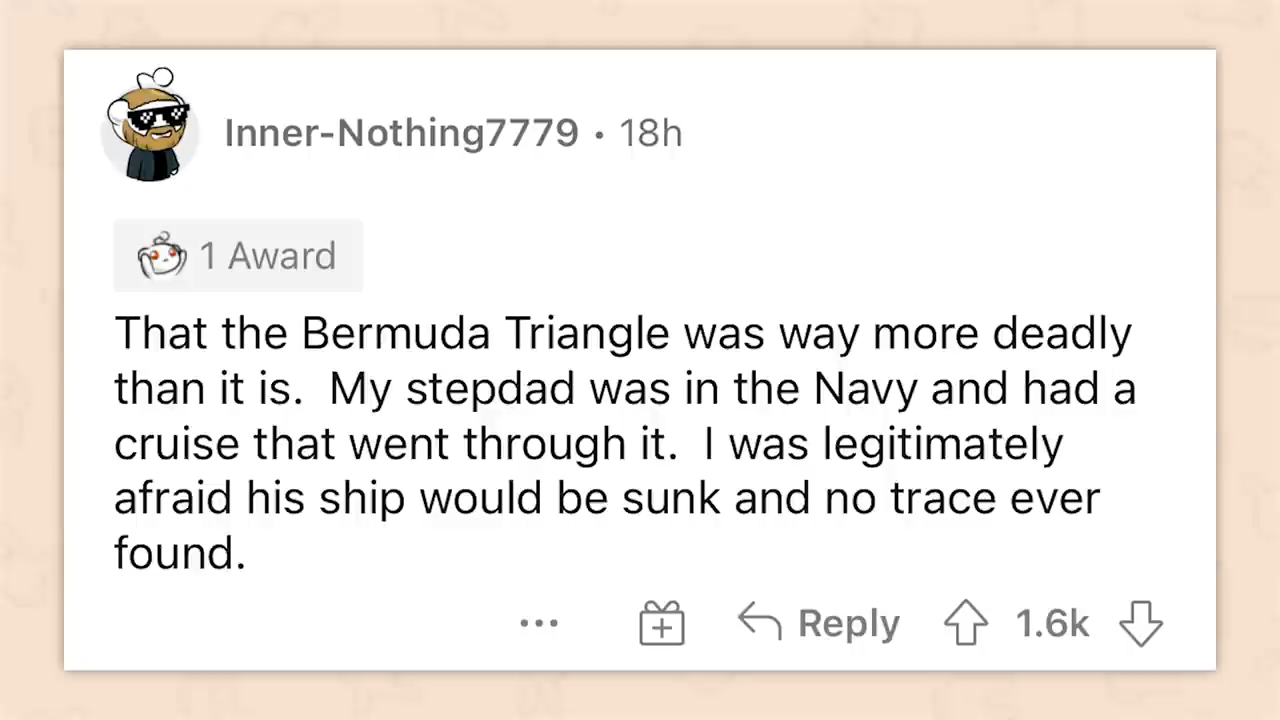 Inner-Nothing7779 · 18h
1 Award
That the Bermuda Triangle was way more deadly
than it is.  My stepdad was in the Navy and had a
cruise that went through it.  I was legitimately
afraid his ship would be sunk and no trace ever
found.
... Reply 1.6k